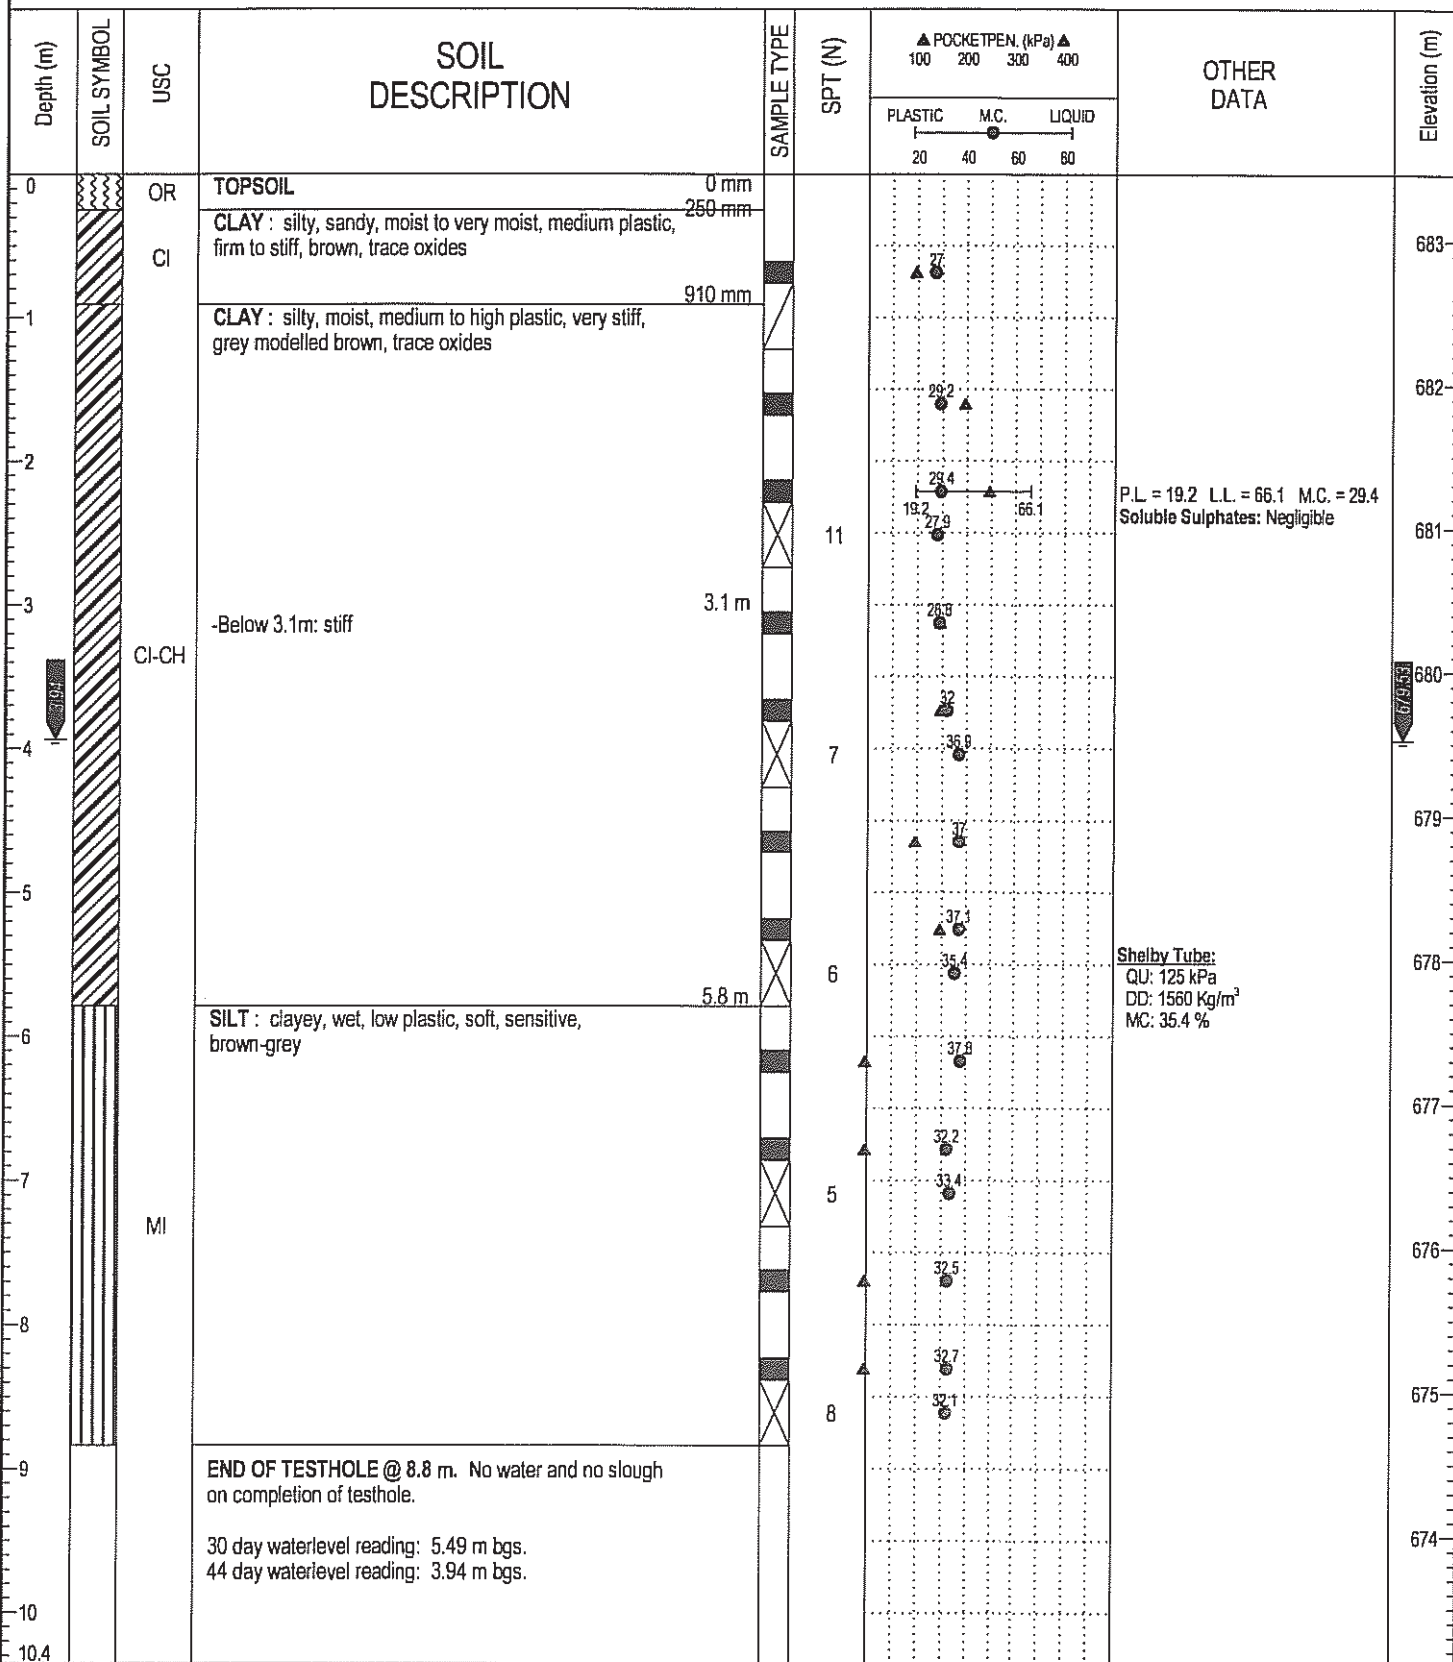 Depth (m)
SOIL SYMBOL
USC
SOIL
DESCRIPTION
SAMPLE TYPE
SPT (N)
▲ POCKETPEN. (kPa) ▲
100 200 300 400
PLASTIC M.C. LIQUID
20 40 60 80
OTHER
DATA
Elevation (m)
0
OR
TOPSOIL 0 mm
250 mm
CLAY : silty, sandy, moist to very moist, medium plastic,
firm to stiff, brown, trace oxides
CI
683
27
910 mm
1
CLAY : silty, moist, medium to high plastic, very stiff,
grey modelled brown, trace oxides
29.2
682
2
29.4
19.2 66.1
P.L. = 19.2 L.L. = 66.1 M.C. = 29.4
Soluble Sulphates: Negligible
27.9
11
681
3
3.1 m
-Below 3.1m: stiff
28.8
CI-CH
680
3.94
679.53
32
4
7
36.9
679
37
5
37.1
Shelby Tube:
QU: 125 kPa
DD: 1560 Kg/m³
MC: 35.4 %
35.4
6
678
5.8 m
SILT : clayey, wet, low plastic, soft, sensitive,
brown-grey
6
37.8
677
32.2
7
5
33.4
MI
676
32.5
8
32.7
675
32.1
8
9
END OF TESTHOLE @ 8.8 m. No water and no slough
on completion of testhole.
30 day waterlevel reading: 5.49 m bgs.
44 day waterlevel reading: 3.94 m bgs.
674
10
10.4